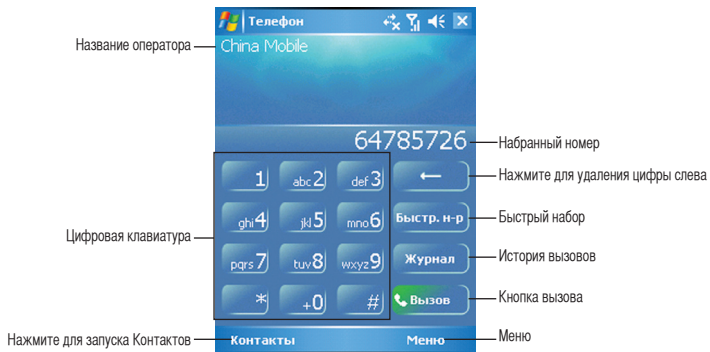 Телефон
Название оператора
China Mobile
64785726
Набранный номер
1
abc2
def3
←
Нажмите для удаления цифры слева
ghi4
jkl5
mno6
Быстр. н-р
Быстрый набор
Цифровая клавиатура
pqrs7
tuv8
wxyz9
Журнал
История вызовов
*
+0
#
Вызов
Кнопка вызова
Нажмите для запуска Контактов
Контакты
Меню
Меню